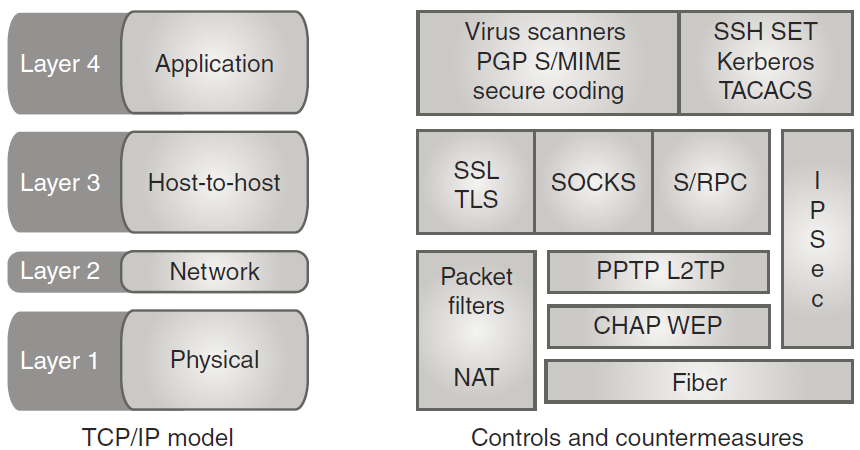 Layer 4
Application
Layer 3
Host-to-host
Layer 2
Network
Layer 1
Physical
TCP/IP model
Virus scanners
PGP S/MIME
secure coding
SSH SET
Kerberos
TACACS
SSL
TLS
SOCKS
S/RPC
I
P
S
e
c
Packet
filters
NAT
PPTP L2TP
CHAP WEP
Fiber
Controls and countermeasures